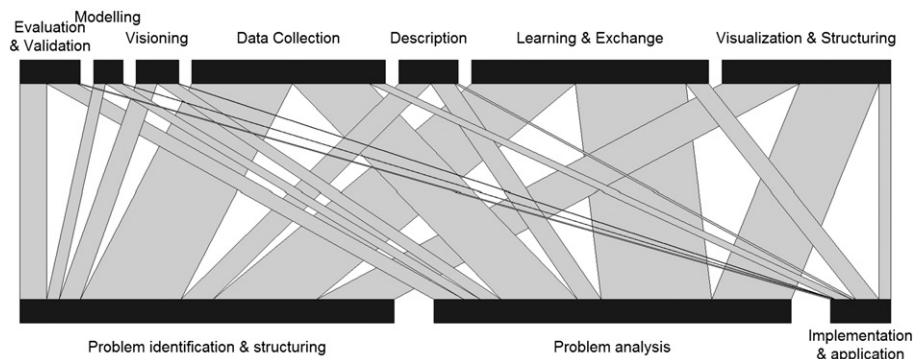 Modelling
Evaluation
& Validation
Visioning
Data Collection
Description
Learning & Exchange
Visualization & Structuring
Problem identification & structuring
Problem analysis
Implementation
& application